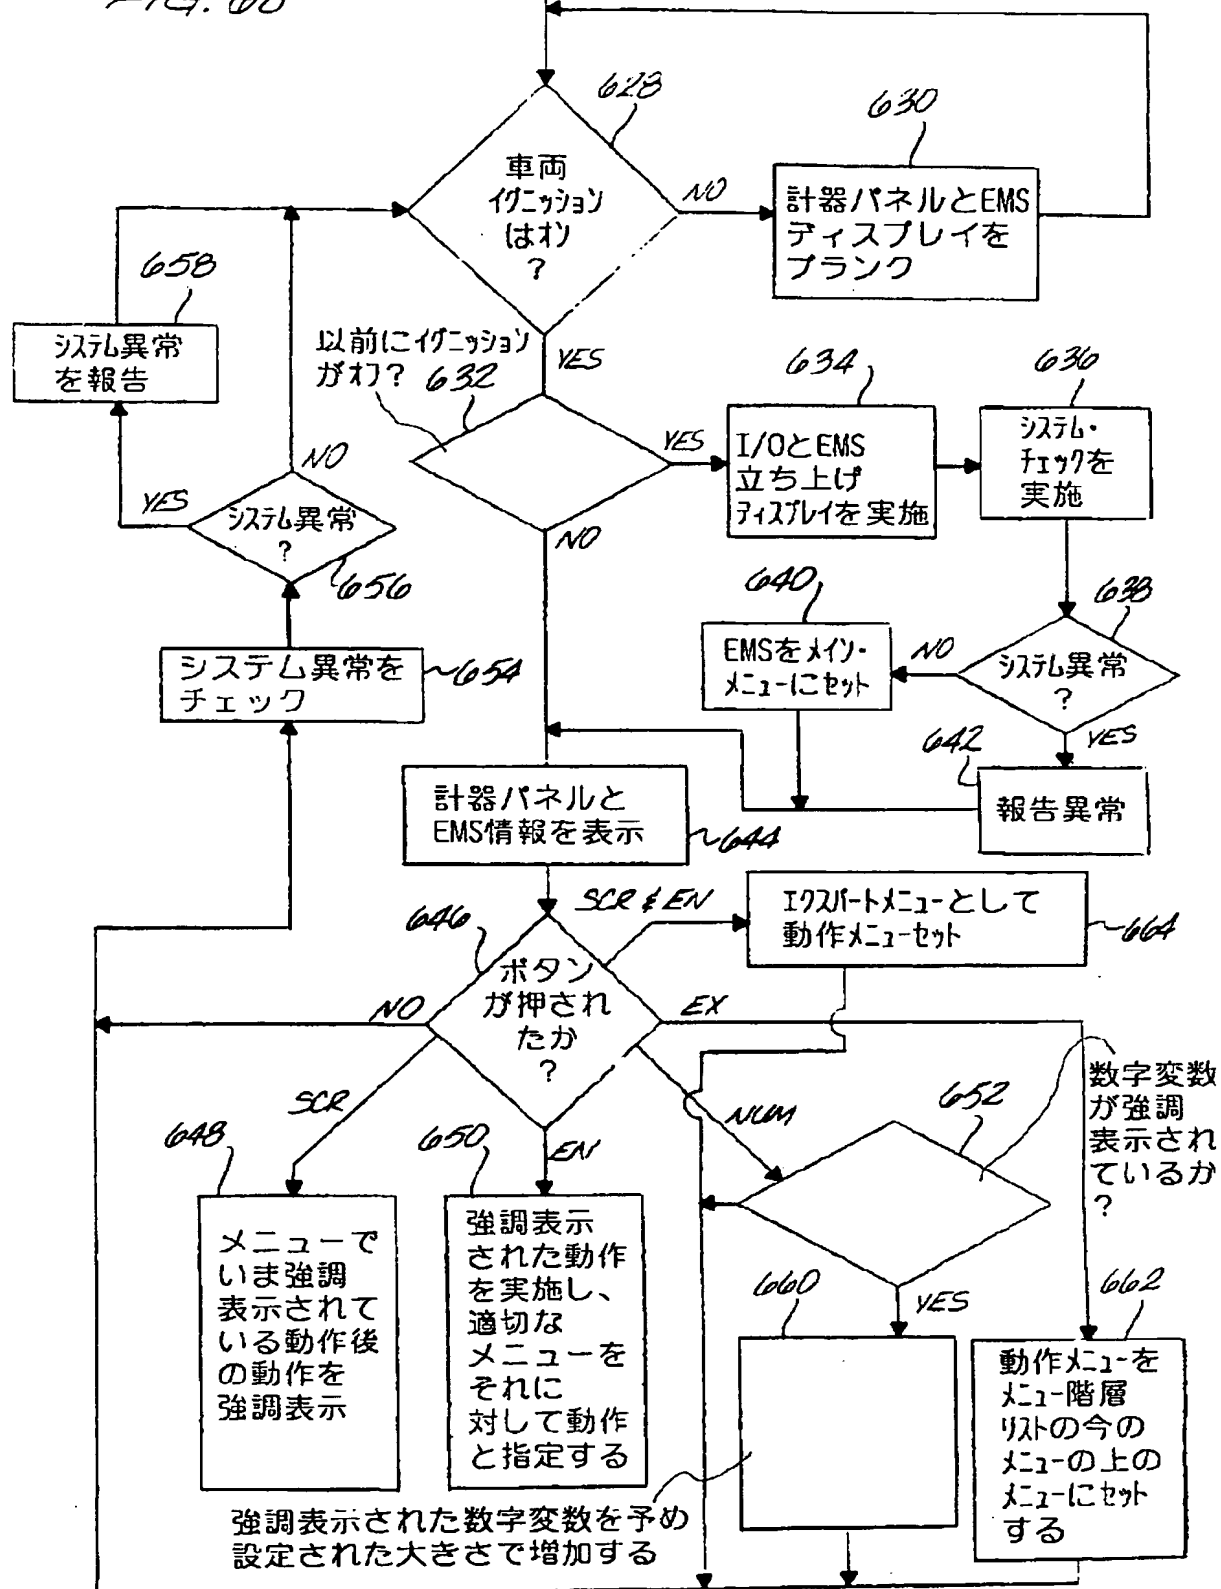 FIG. 60
628
630
車両
イグニッション
はオン
?
NO
計器パネルとEMS
ディスプレイを
ブランク
658
システム異常
を報告
以前にイグニッション
がオフ?
632
YES
634
636
YES
I/OとEMS
立ち上げ
ディスプレイを実施
システム・
チェックを
実施
NO
YES
システム異常
?
656
NO
640
638
システム異常を
チェック
654
EMSをメイン・
メニューにセット
NO
システム異常
?
642
YES
計器パネルと
EMS情報を表示
644
報告異常
646
SCR & EN
エクスパートメニューとして
動作メニューセット
664
ボタン
が押され
たか
?
NO
EX
数字変数
が強調
表示され
ているか
?
SCR
NUM
652
648
650
EN
メニューで
いま強調
表示されて
いる動作後
の動作を
強調表示
強調表示
された動作
を実施し、
適切な
メニューを
それに
対して動作
と指定する
660
YES
662
動作メニューを
メニュー階層
リストの今の
メニューの上の
メニューにセット
する
強調表示された数字変数を予め
設定された大きさで増加する